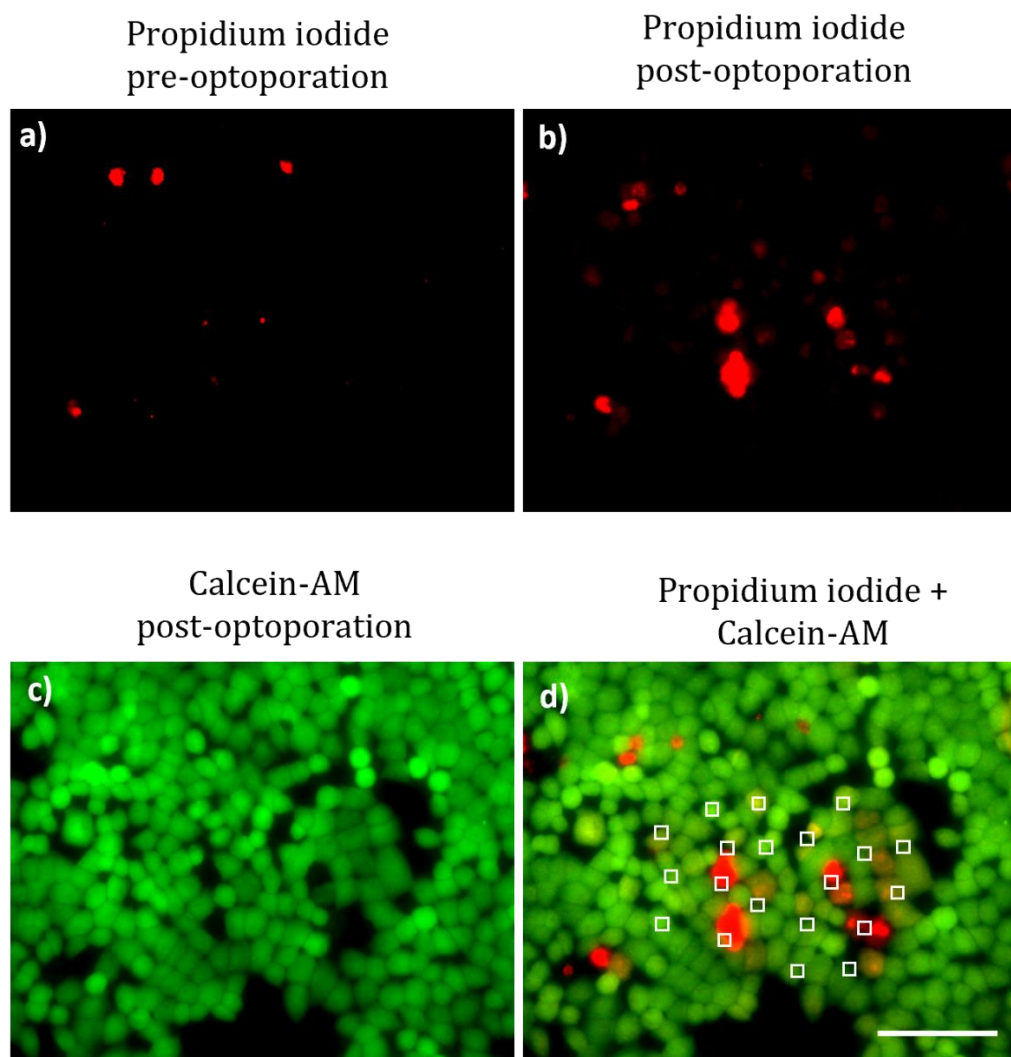 Propidium iodide
pre-optoporation
Propidium iodide
post-optoporation
a)
b)
Calcein-AM
post-optoporation
Propidium iodide +
Calcein-AM
c)
d)